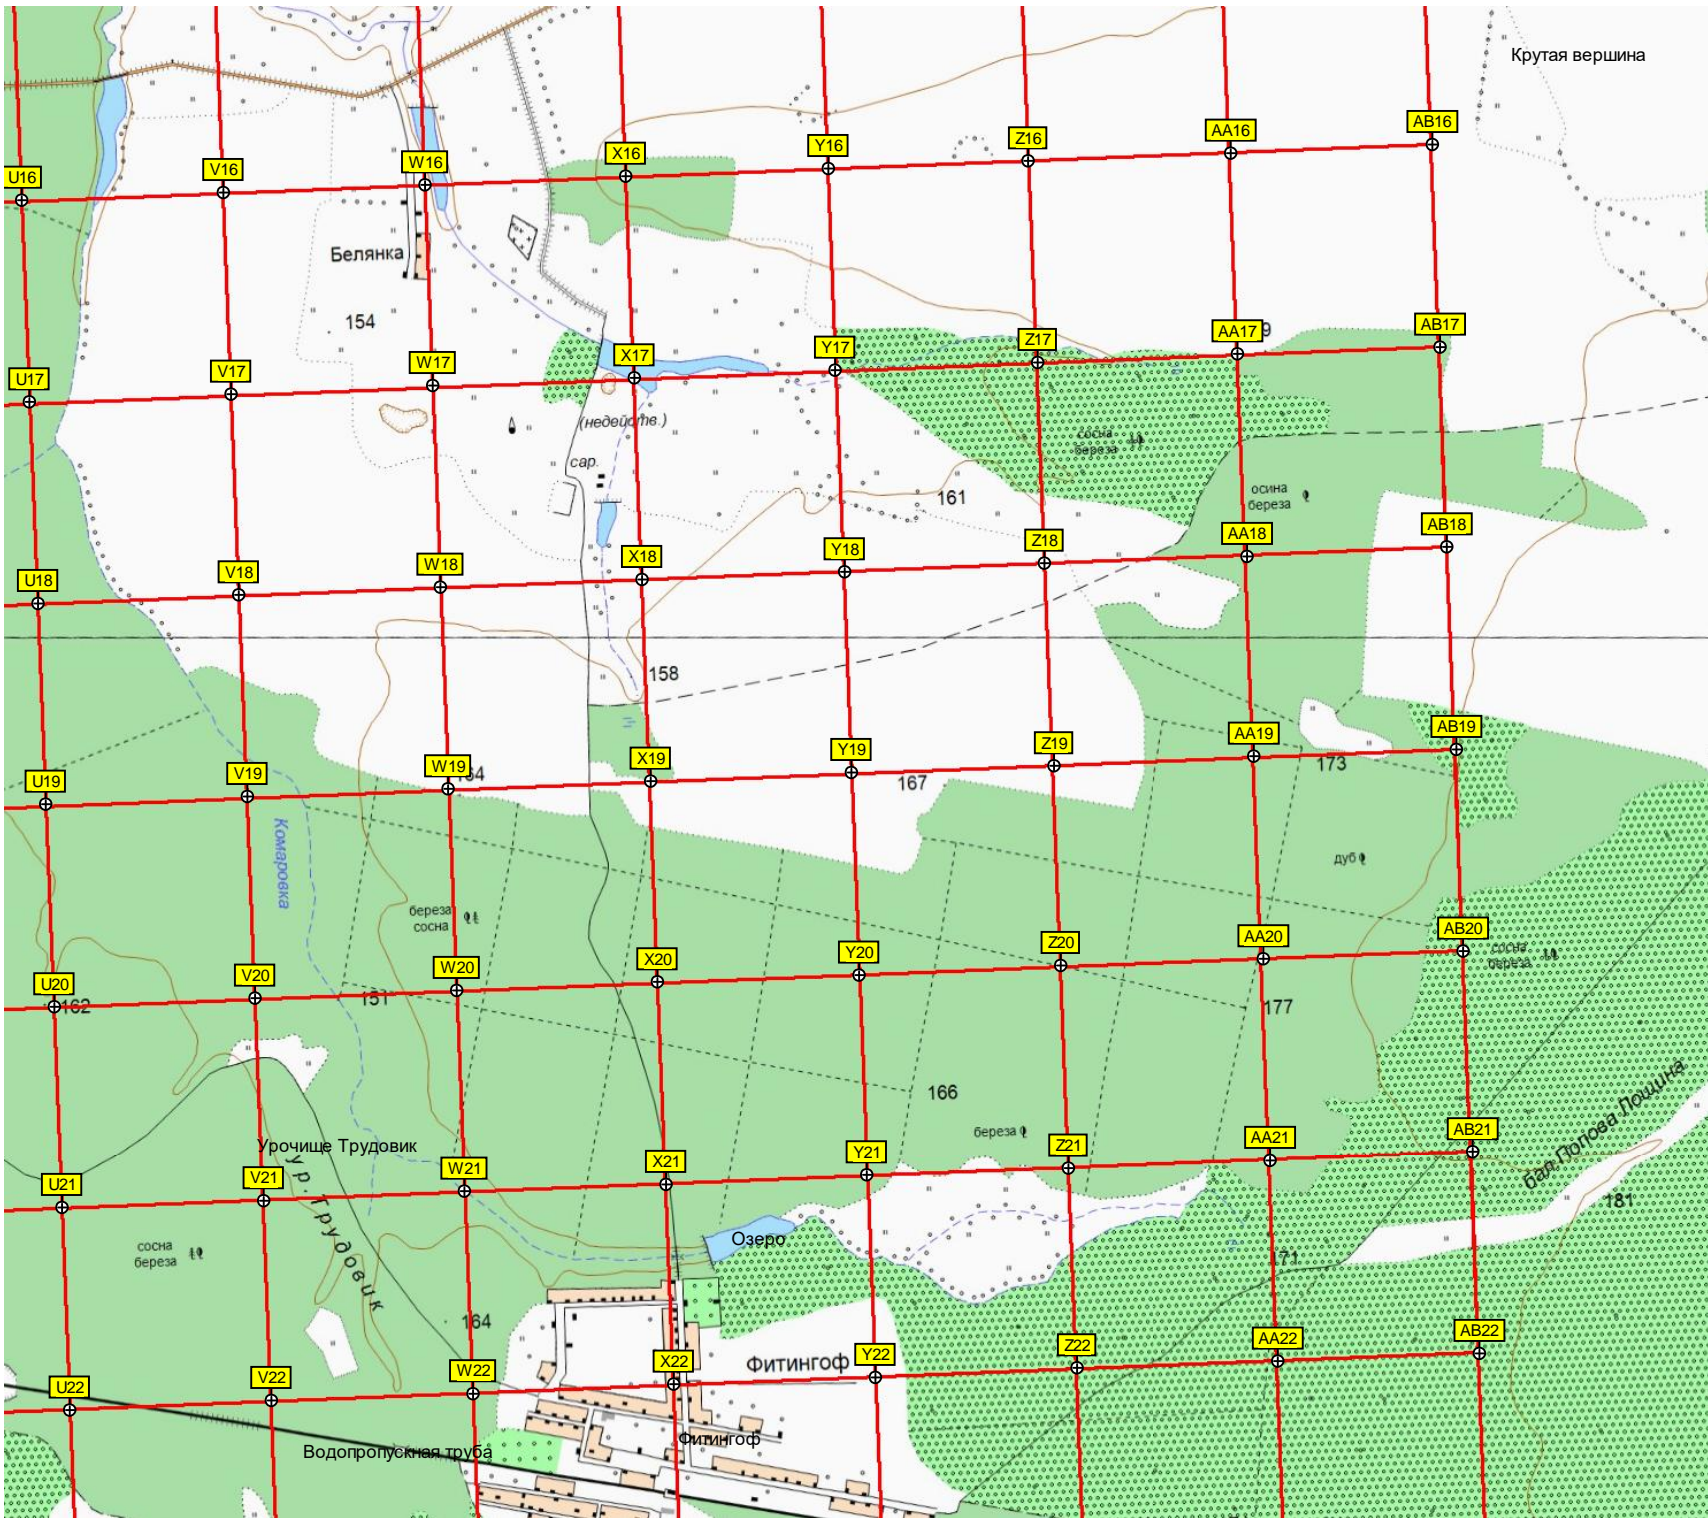 Крутая вершина
AB16
AA16
Z16
Y16
X16
W16
V16
U16
Белянка
154
AB17
AA17
9
Z17
Y17
X17
W17
V17
U17
(недейств.)
сосна
береза
сар.
161
осина
береза
AB18
AA18
Z18
Y18
X18
W18
V18
U18
158
AB19
AA19
Z19
Y19
X19
W19
64
V19
U19
173
167
Комаровка
дуб
береза
сосна
AB20
AA20
Z20
Y20
X20
W20
V20
U20
сосна
береза
162
151
177
166
бал.Попова Лощина
береза
AB21
AA21
Z21
Y21
X21
W21
V21
U21
Урочище Трудовик
ур. Трудовик
181
сосна
береза
Озеро
171
164
AB22
AA22
Z22
Y22
X22
W22
V22
U22
Фитингоф
Фитингоф
Водопропускная труба